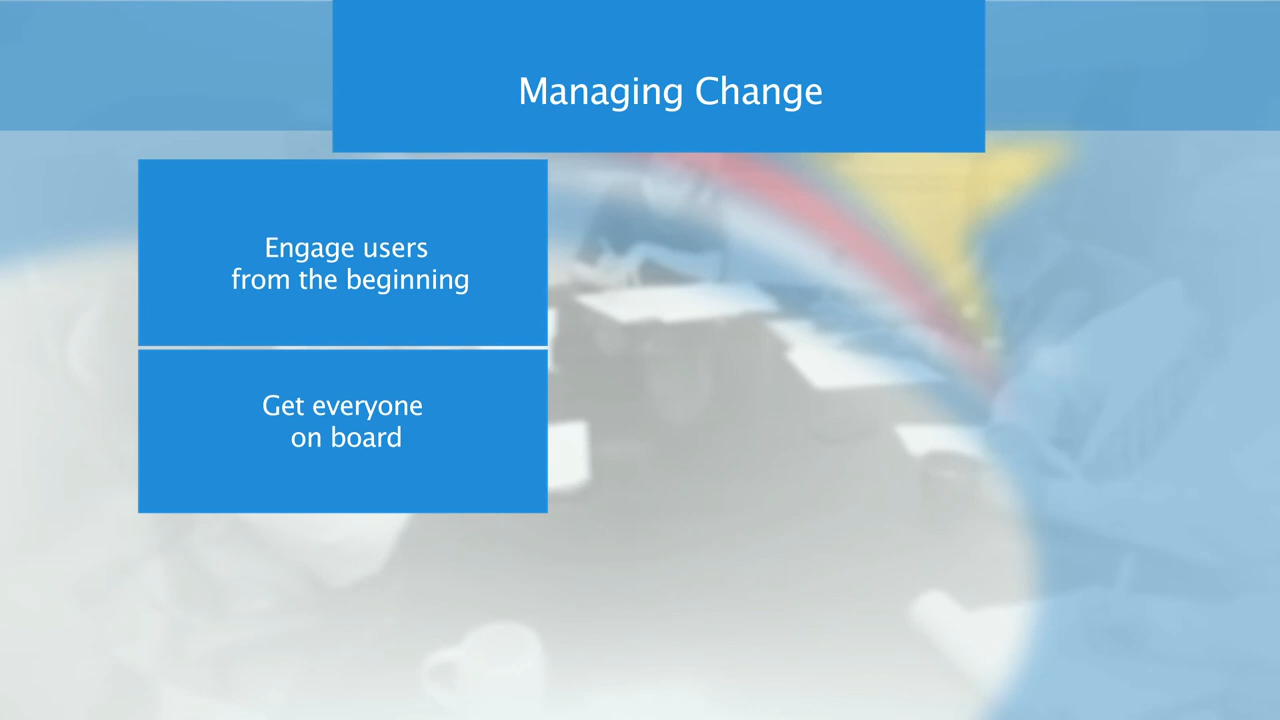 Managing Change
Engage users
from the beginning
Get everyone
on board